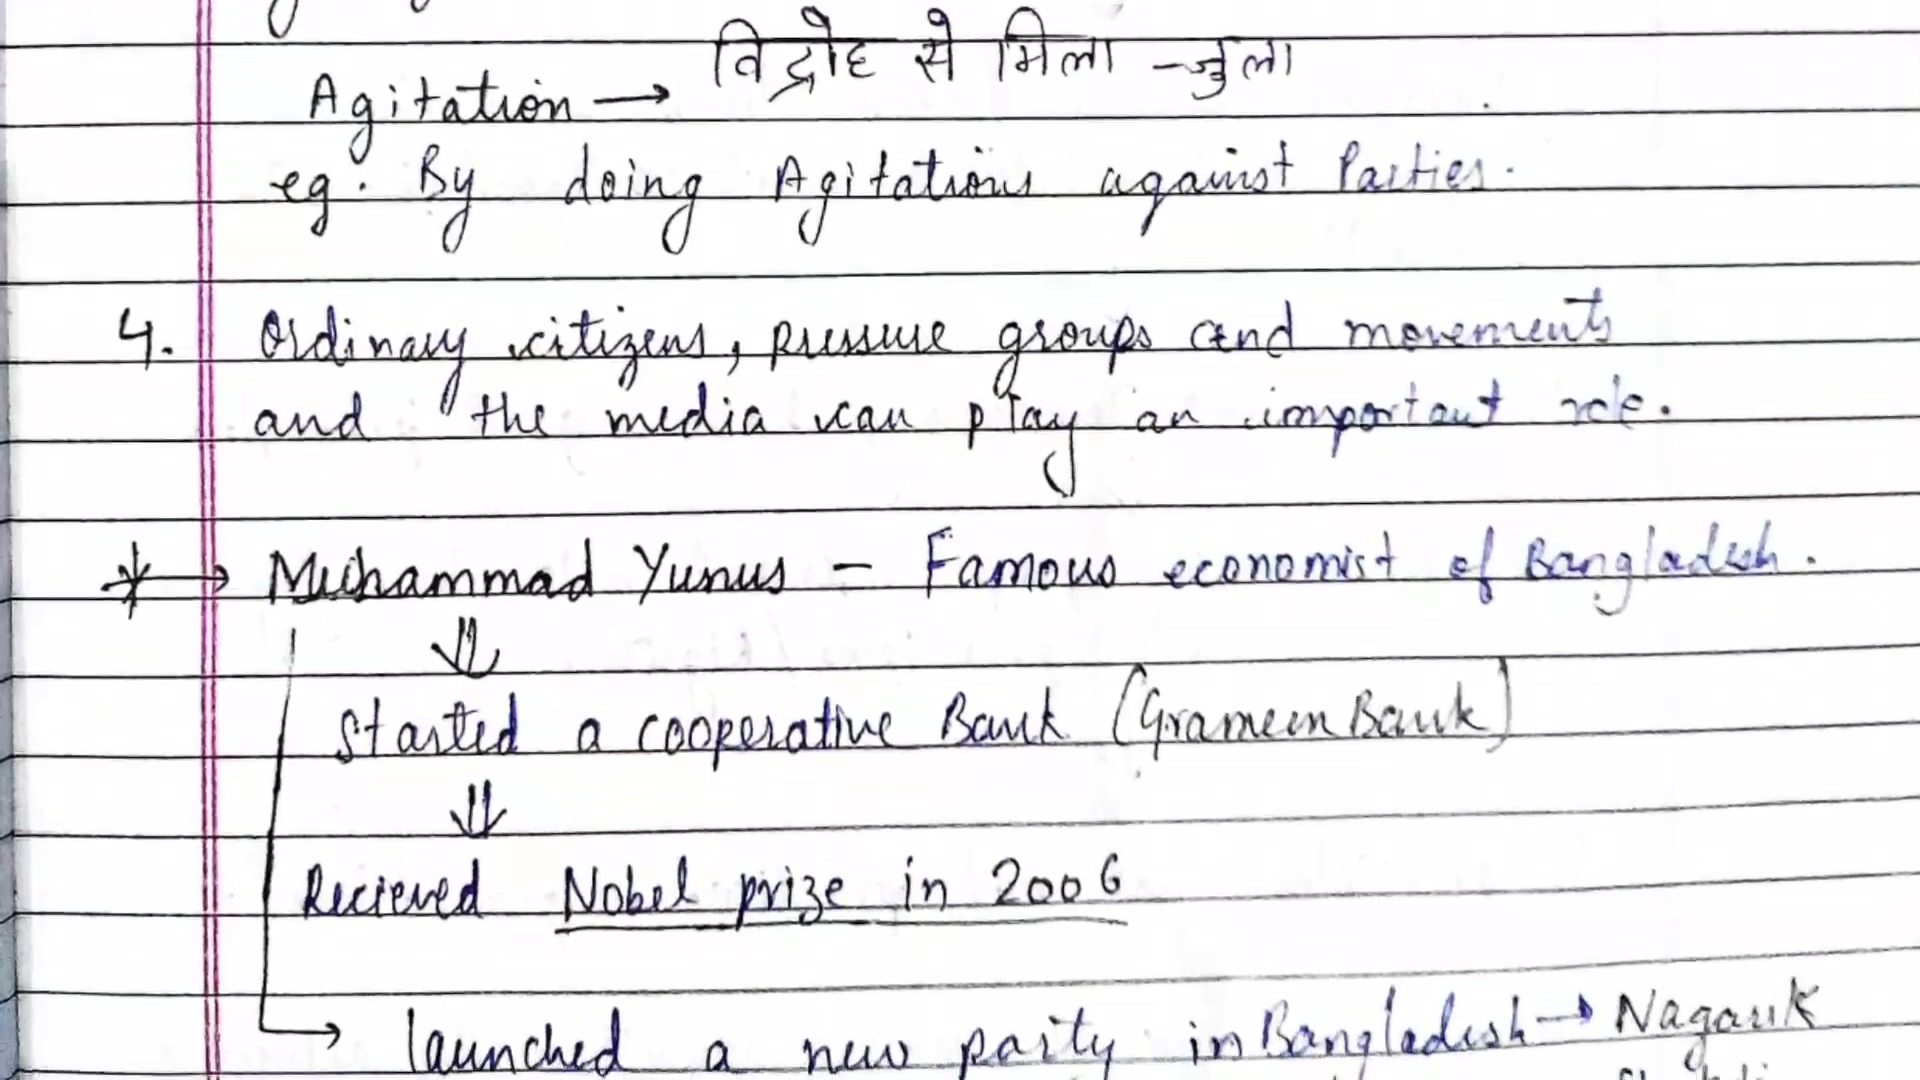 विद्रोह से मिला-जुला
Agitation →
eg. By doing Agitations against Parties.
4. Ordinary citizens, pressure groups and movements
and the media can play an important role.
* → Muhammad Yunus - Famous economist of Bangladesh.
⇓
Started a cooperative Bank (Grameen Bank)
⇓
Recieved Nobel prize in 2006
→ launched a new party in Bangladesh → Nagarik